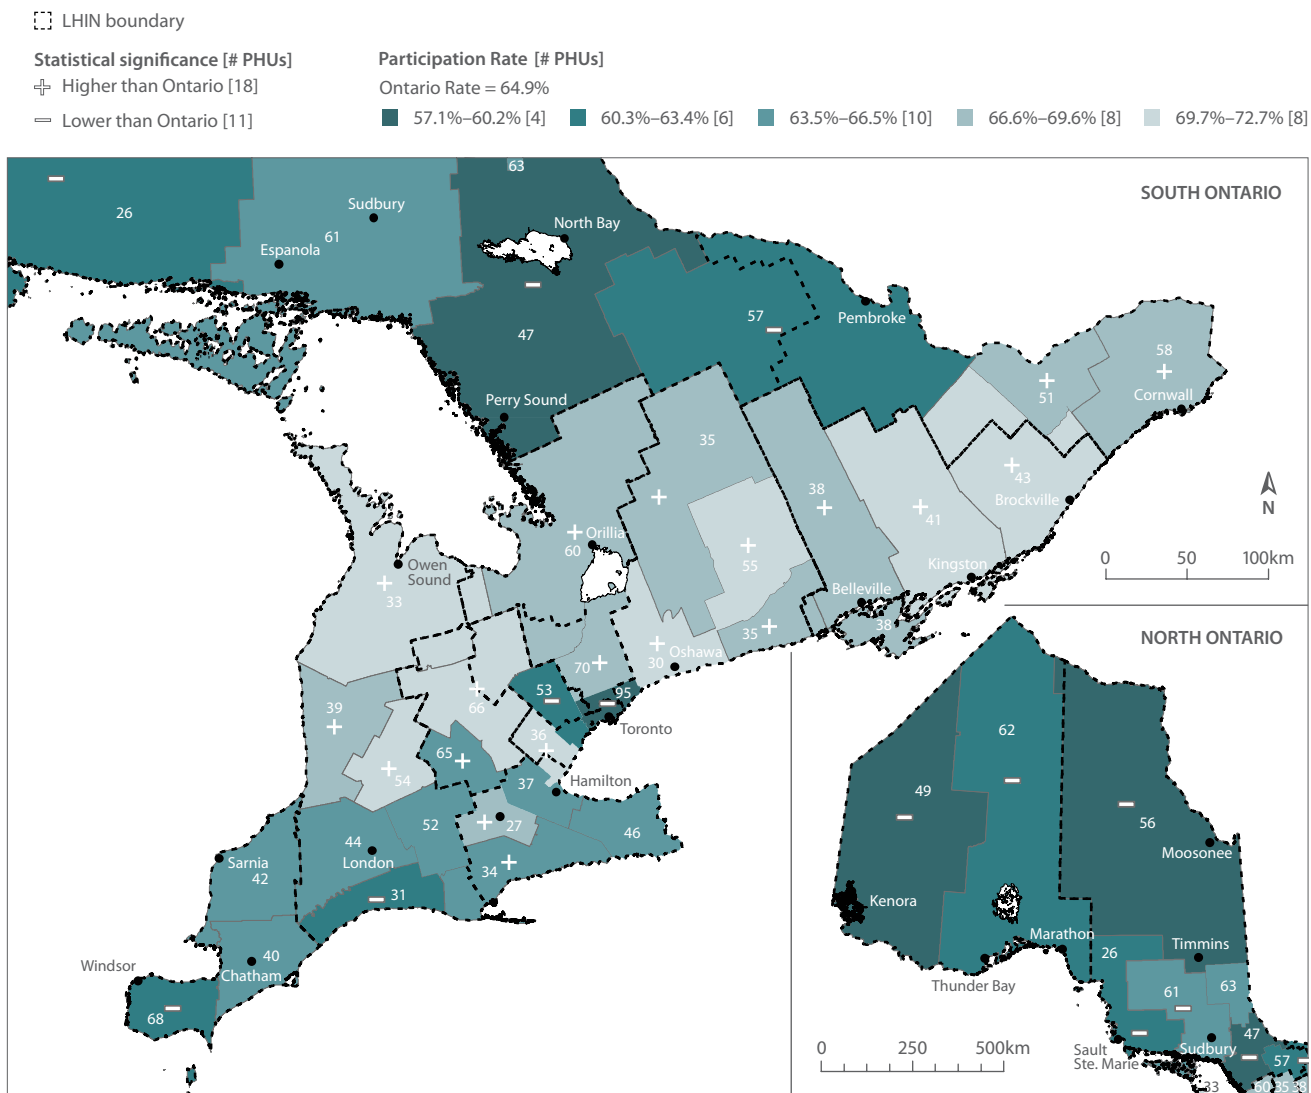 LHIN boundary
Statistical significance [# PHUs]
Higher than Ontario [18]
Lower than Ontario [11]
Participation Rate [# PHUs]
Ontario Rate = 64.9%
57.1%–60.2% [4]
60.3%–63.4% [6]
63.5%–66.5% [10]
66.6%–69.6% [8]
69.7%–72.7% [8]
SOUTH ONTARIO
63
26
Sudbury
61
Espanola
North Bay
47
57
Pembroke
Perry Sound
58
51
Cornwall
35
38
43
Brockville
41
N
0 50 100km
Orillia
60
55
Owen
Sound
33
Kingston
Belleville
38
35
30
Oshawa
70
53
95
Toronto
66
36
39
54
65
37
Hamilton
52
27
46
44
London
34
Sarnia
42
31
40
Chatham
Windsor
68
NORTH ONTARIO
62
49
56
Moosonee
Kenora
Marathon
Timmins
26
Thunder Bay
61
63
47
Sudbury
57
Sault
Ste. Marie
33
60 35 38
0 250 500km